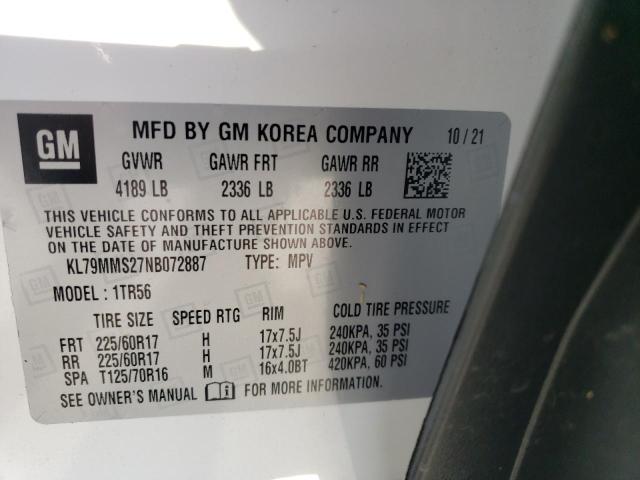 GM MFD BY GM KOREA COMPANY 10/21
GVWR GAWR FRT GAWR RR
4189 LB 2336 LB 2336 LB
THIS VEHICLE CONFORMS TO ALL APPLICABLE U.S. FEDERAL MOTOR
VEHICLE SAFETY AND THEFT PREVENTION STANDARDS IN EFFECT
ON THE DATE OF MANUFACTURE SHOWN ABOVE.
KL79MMS27NB072887 TYPE: MPV
MODEL : 1TR56
TIRE SIZE SPEED RTG RIM COLD TIRE PRESSURE
FRT 225/60R17 H 17x7.5J 240KPA, 35 PSI
RR 225/60R17 H 17x7.5J 240KPA, 35 PSI
SPA T125/70R16 M 16x4.0BT 420KPA, 60 PSI
SEE OWNER'S MANUAL FOR MORE INFORMATION.